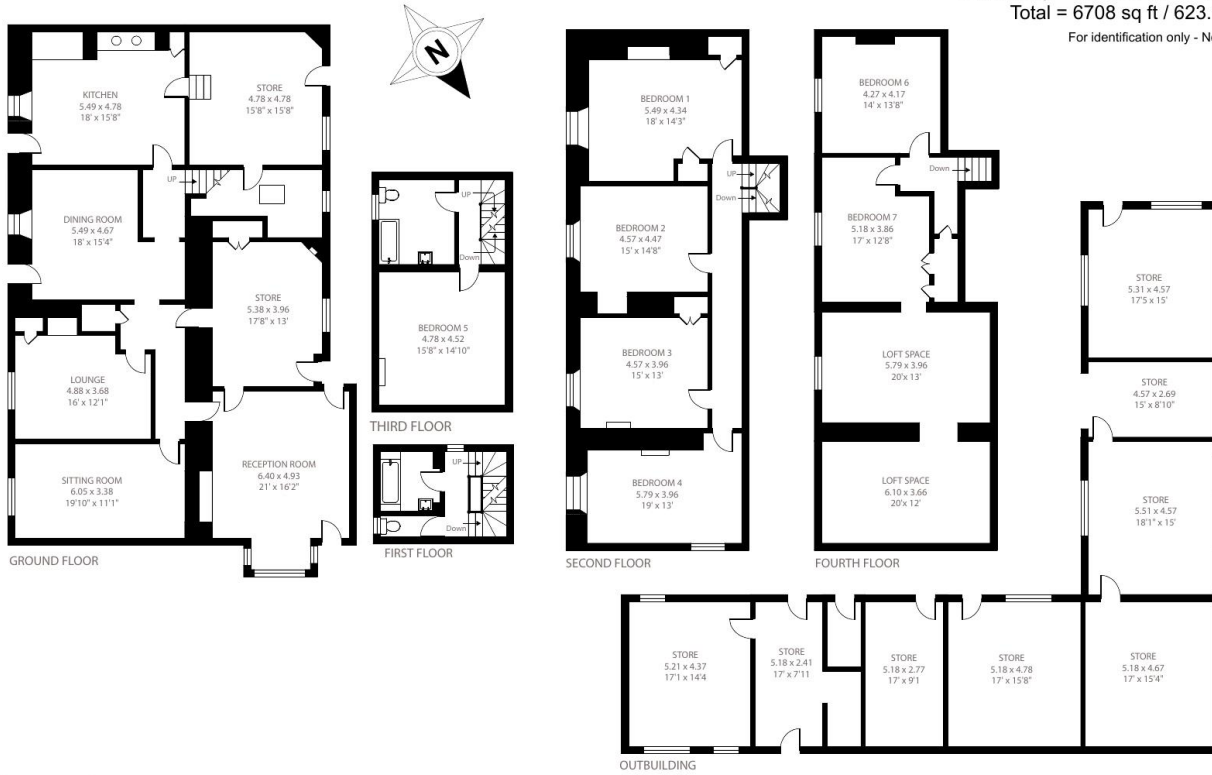 Total = 6708 sq ft / 623.
For identification only - N
N
KITCHEN
5.49 x 4.78
18' x 15'8"
STORE
4.78 x 4.78
15'8" x 15'8"
UP
DINING ROOM
5.49 x 4.67
18' x 15'4"
STORE
5.38 x 3.96
17'8" x 13'
LOUNGE
4.88 x 3.68
16' x 12'1"
SITTING ROOM
6.05 x 3.38
19'10" x 11'1"
RECEPTION ROOM
6.40 x 4.93
21' x 16'2"
GROUND FLOOR
UP
Down
BEDROOM 5
4.78 x 4.52
15'8" x 14'10"
THIRD FLOOR
UP
Down
FIRST FLOOR
BEDROOM 1
5.49 x 4.34
18' x 14'3"
UP
Down
BEDROOM 2
4.57 x 4.47
15' x 14'8"
BEDROOM 3
4.57 x 3.96
15' x 13'
BEDROOM 4
5.79 x 3.96
19' x 13'
SECOND FLOOR
BEDROOM 6
4.27 x 4.17
14' x 13'8"
Down
BEDROOM 7
5.18 x 3.86
17' x 12'8"
LOFT SPACE
5.79 x 3.96
20'x 13'
LOFT SPACE
6.10 x 3.66
20'x 12'
FOURTH FLOOR
STORE
5.31 x 4.57
17'5 x 15'
STORE
4.57 x 2.69
15' x 8'10"
STORE
5.51 x 4.57
18'1" x 15'
STORE
5.21 x 4.37
17'1 x 14'4
STORE
5.18 x 2.41
17' x 7'11
STORE
5.18 x 2.77
17' x 9'1
STORE
5.18 x 4.78
17' x 15'8"
STORE
5.18 x 4.67
17' x 15'4"
OUTBUILDING